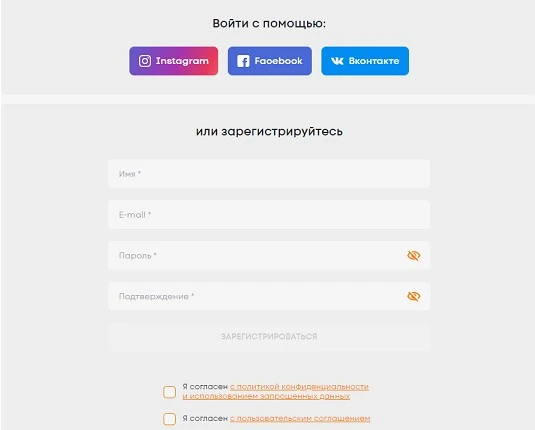 Войти с помощью:
Instagram Facebook Вконтакте
или зарегистрируйтесь
Имя *
E-mail *
Пароль *
Подтверждение *
ЗАРЕГИСТРИРОВАТЬСЯ
Я согласен с политикой конфиденциальности
и использованием запрошенных данных
Я согласен с пользовательским соглашением